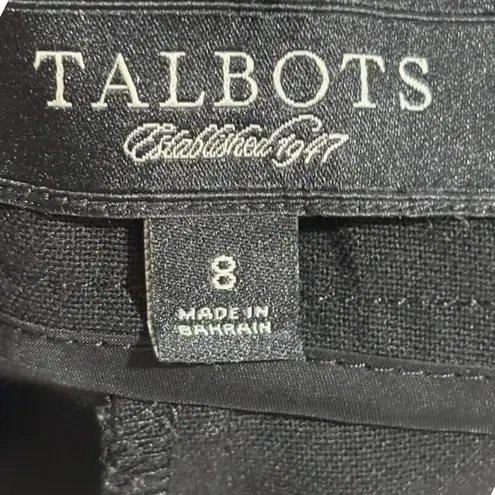 TALBOTS
Established 1947
8
MADE IN
BAHRAIN